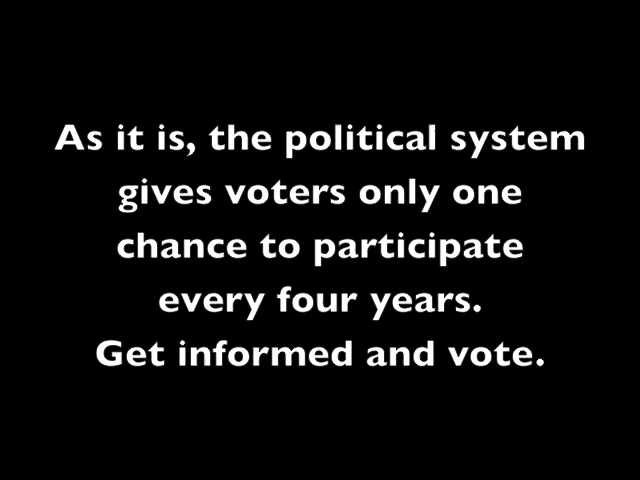 As it is, the political system
gives voters only one
chance to participate
every four years.
Get informed and vote.